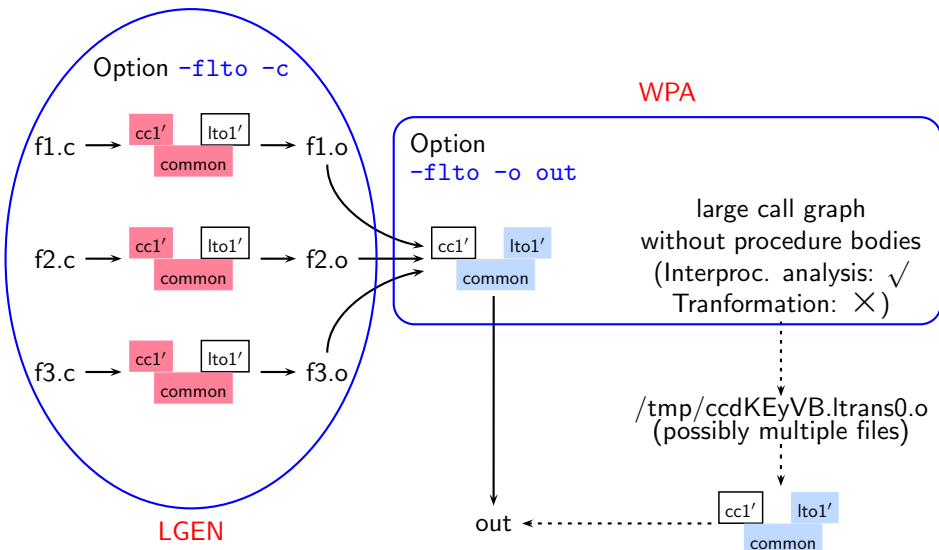 Option -flto -c
f1.c
cc1′
lto1′
common
f1.o
f2.c
cc1′
lto1′
common
f2.o
f3.c
cc1′
lto1′
common
f3.o
LGEN
WPA
Option
-flto -o out
cc1′
lto1′
common
large call graph
without procedure bodies
(Interproc. analysis: √
Tranformation: ×)
/tmp/ccdKEyVB.ltrans0.o
(possibly multiple files)
cc1′
lto1′
common
out